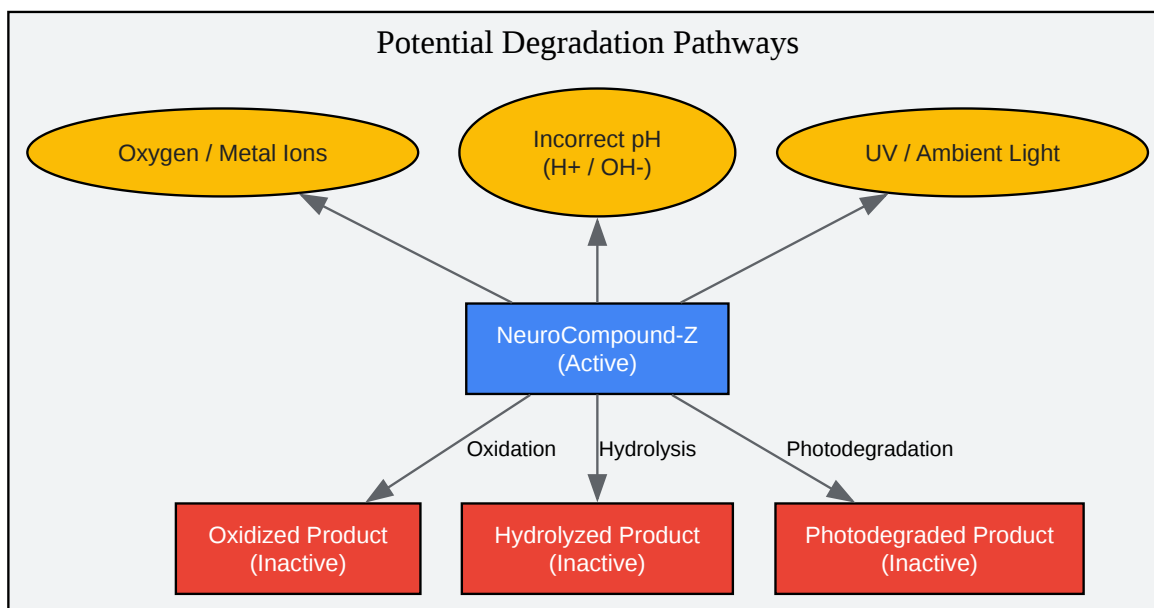 Potential Degradation Pathways
Oxygen / Metal Ions
Incorrect pH
(H+ / OH-)
UV / Ambient Light
NeuroCompound-Z
(Active)
Oxidation
Hydrolysis
Photodegradation
Oxidized Product
(Inactive)
Hydrolyzed Product
(Inactive)
Photodegraded Product
(Inactive)